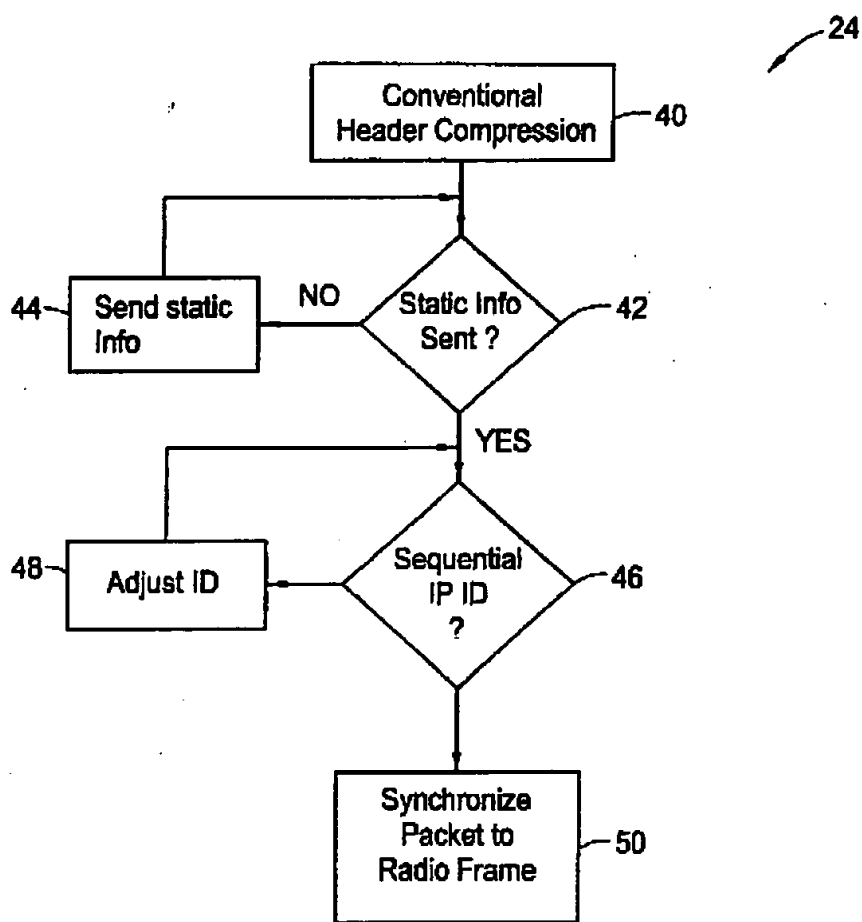 24
Conventional
Header Compression
40
44
Send static
Info
NO
Static Info
Sent ?
42
YES
48
Adjust ID
Sequential
IP ID
?
46
Synchronize
Packet to
Radio Frame
50